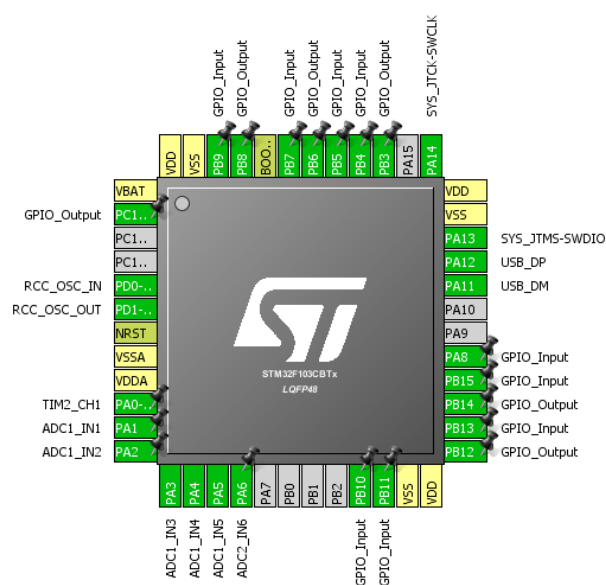 GPIO_Input
GPIO_Output
GPIO_Input
GPIO_Output
GPIO_Input
GPIO_Input
GPIO_Output
SYS_JTCK-SWCLK
VDD
VSS
PB9
PB8
BOO..
PB7
PB6
PB5
PB4
PB3
PA15
PA14
VBAT
GPIO_Output PC1..
PC1..
PC1..
RCC_OSC_IN PD0-..
RCC_OSC_OUT PD1-..
NRST
VSSA
VDDA
TIM2_CH1 PA0-..
ADC1_IN1 PA1
ADC1_IN2 PA2
VDD
VSS
PA13 SYS_JTMS-SWDIO
PA12 USB_DP
PA11 USB_DM
PA10
PA9
PA8 GPIO_Input
PB15 GPIO_Input
PB14 GPIO_Output
PB13 GPIO_Input
PB12 GPIO_Output
ST
STM32F103CBTx
LQFP48
PA3
PA4
PA5
PA6
PA7
PB0
PB1
PB2
PB10
PB11
VSS
VDD
ADC1_IN3
ADC1_IN4
ADC1_IN5
ADC2_IN6
GPIO_Input
GPIO_Input